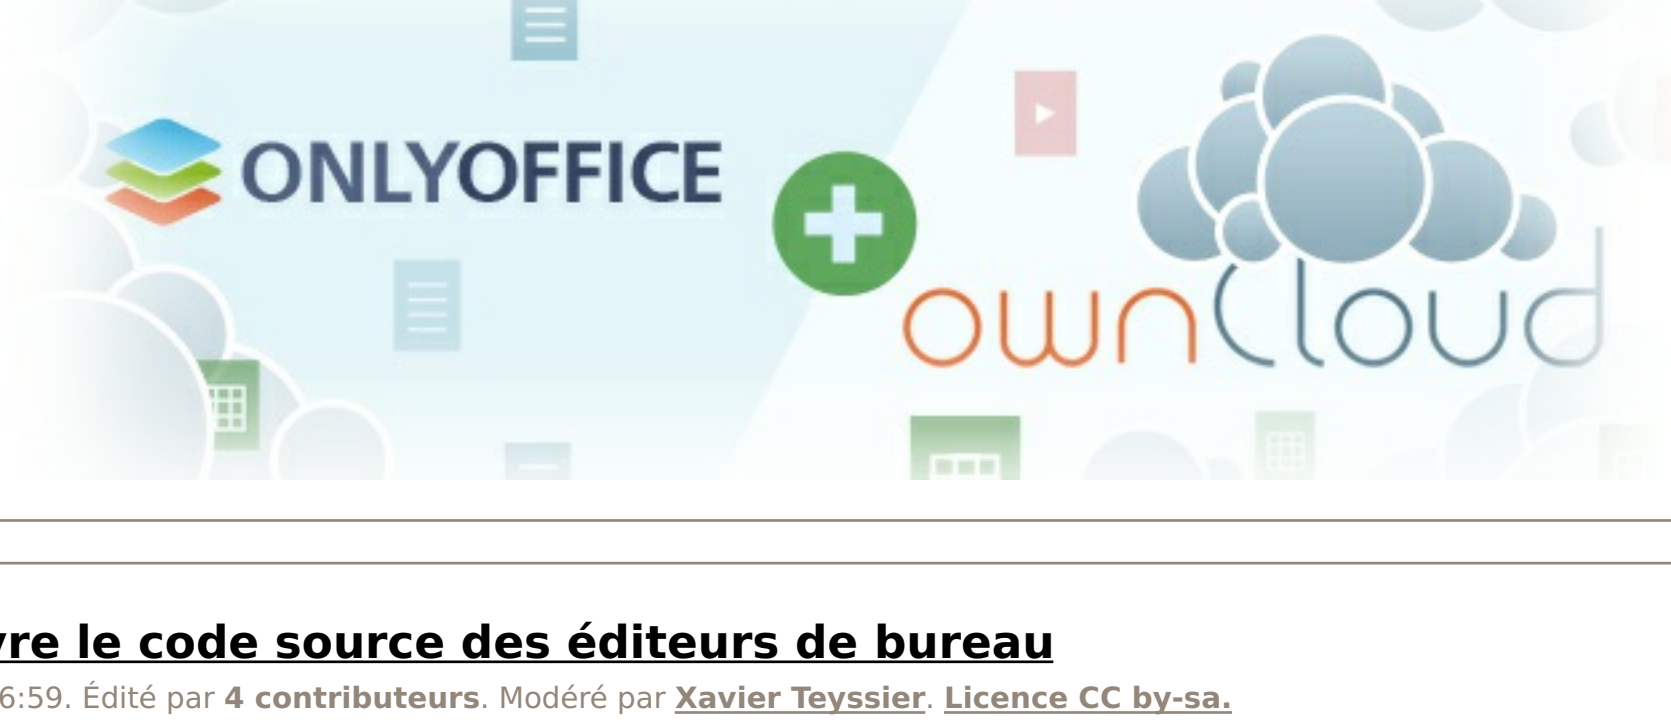 ONLYOFFICE
ownCloud
vre le code source des éditeurs de bureau
6:59. Édité par 4 contributeurs. Modéré par Xavier Teyssier. Licence CC by-sa.